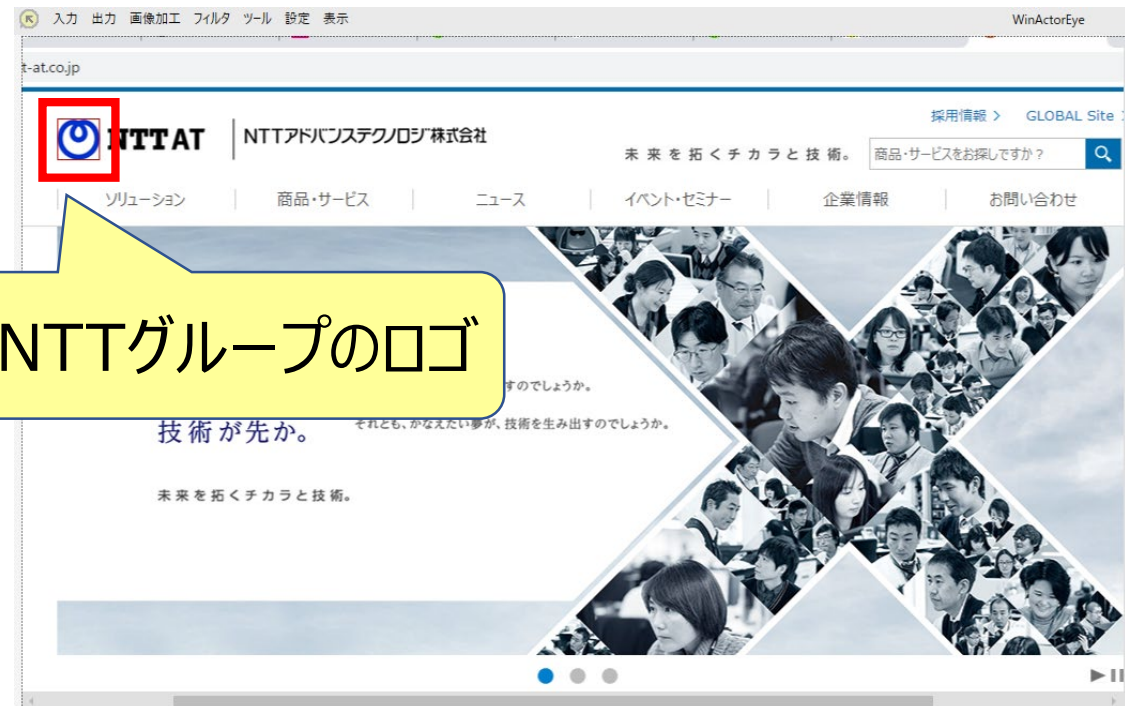 入力 出力 画像加工 フィルタ ツール 設定 表示 WinActorEye
t-at.co.jp
採用情報 > GLOBAL Site
NTT AT NTTアドバンステクノロジ株式会社
未来を拓くチカラと技術。 商品・サービスをお探しですか?
ソリューション 商品・サービス ニュース イベント・セミナー 企業情報 お問い合わせ
NTTグループのロゴ
すのでしょうか。
技術が先か。 それとも、かなえたい夢が、技術を生み出すのでしょうか。
未来を拓くチカラと技術。